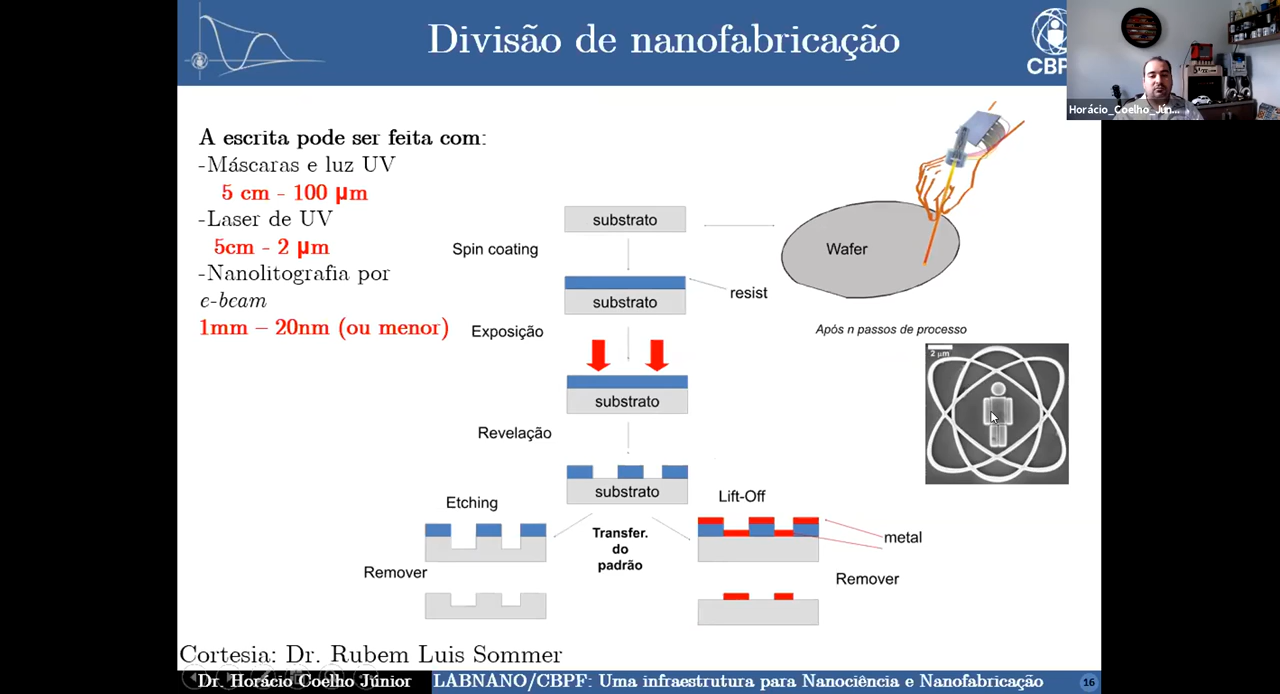 Divisão de nanofabricação
CBPF
Horácio_Coelho_Jún...
A escrita pode ser feita com:
-Máscaras e luz UV
5 cm - 100 µm
-Laser de UV
5cm - 2 µm
-Nanolitografia por
e-beam
1mm – 20nm (ou menor)
substrato
Spin coating
substrato
resist
Wafer
Exposição
substrato
Após n passos de processo
2 µm
Revelação
substrato
Etching
Lift-Off
Transfer.
do
padrão
metal
Remover
Remover
Cortesia: Dr. Rubem Luis Sommer
Dr. Horácio Coelho Júnior
LABNANO/CBPF: Uma infraestrutura para Nanociência e Nanofabricação
16